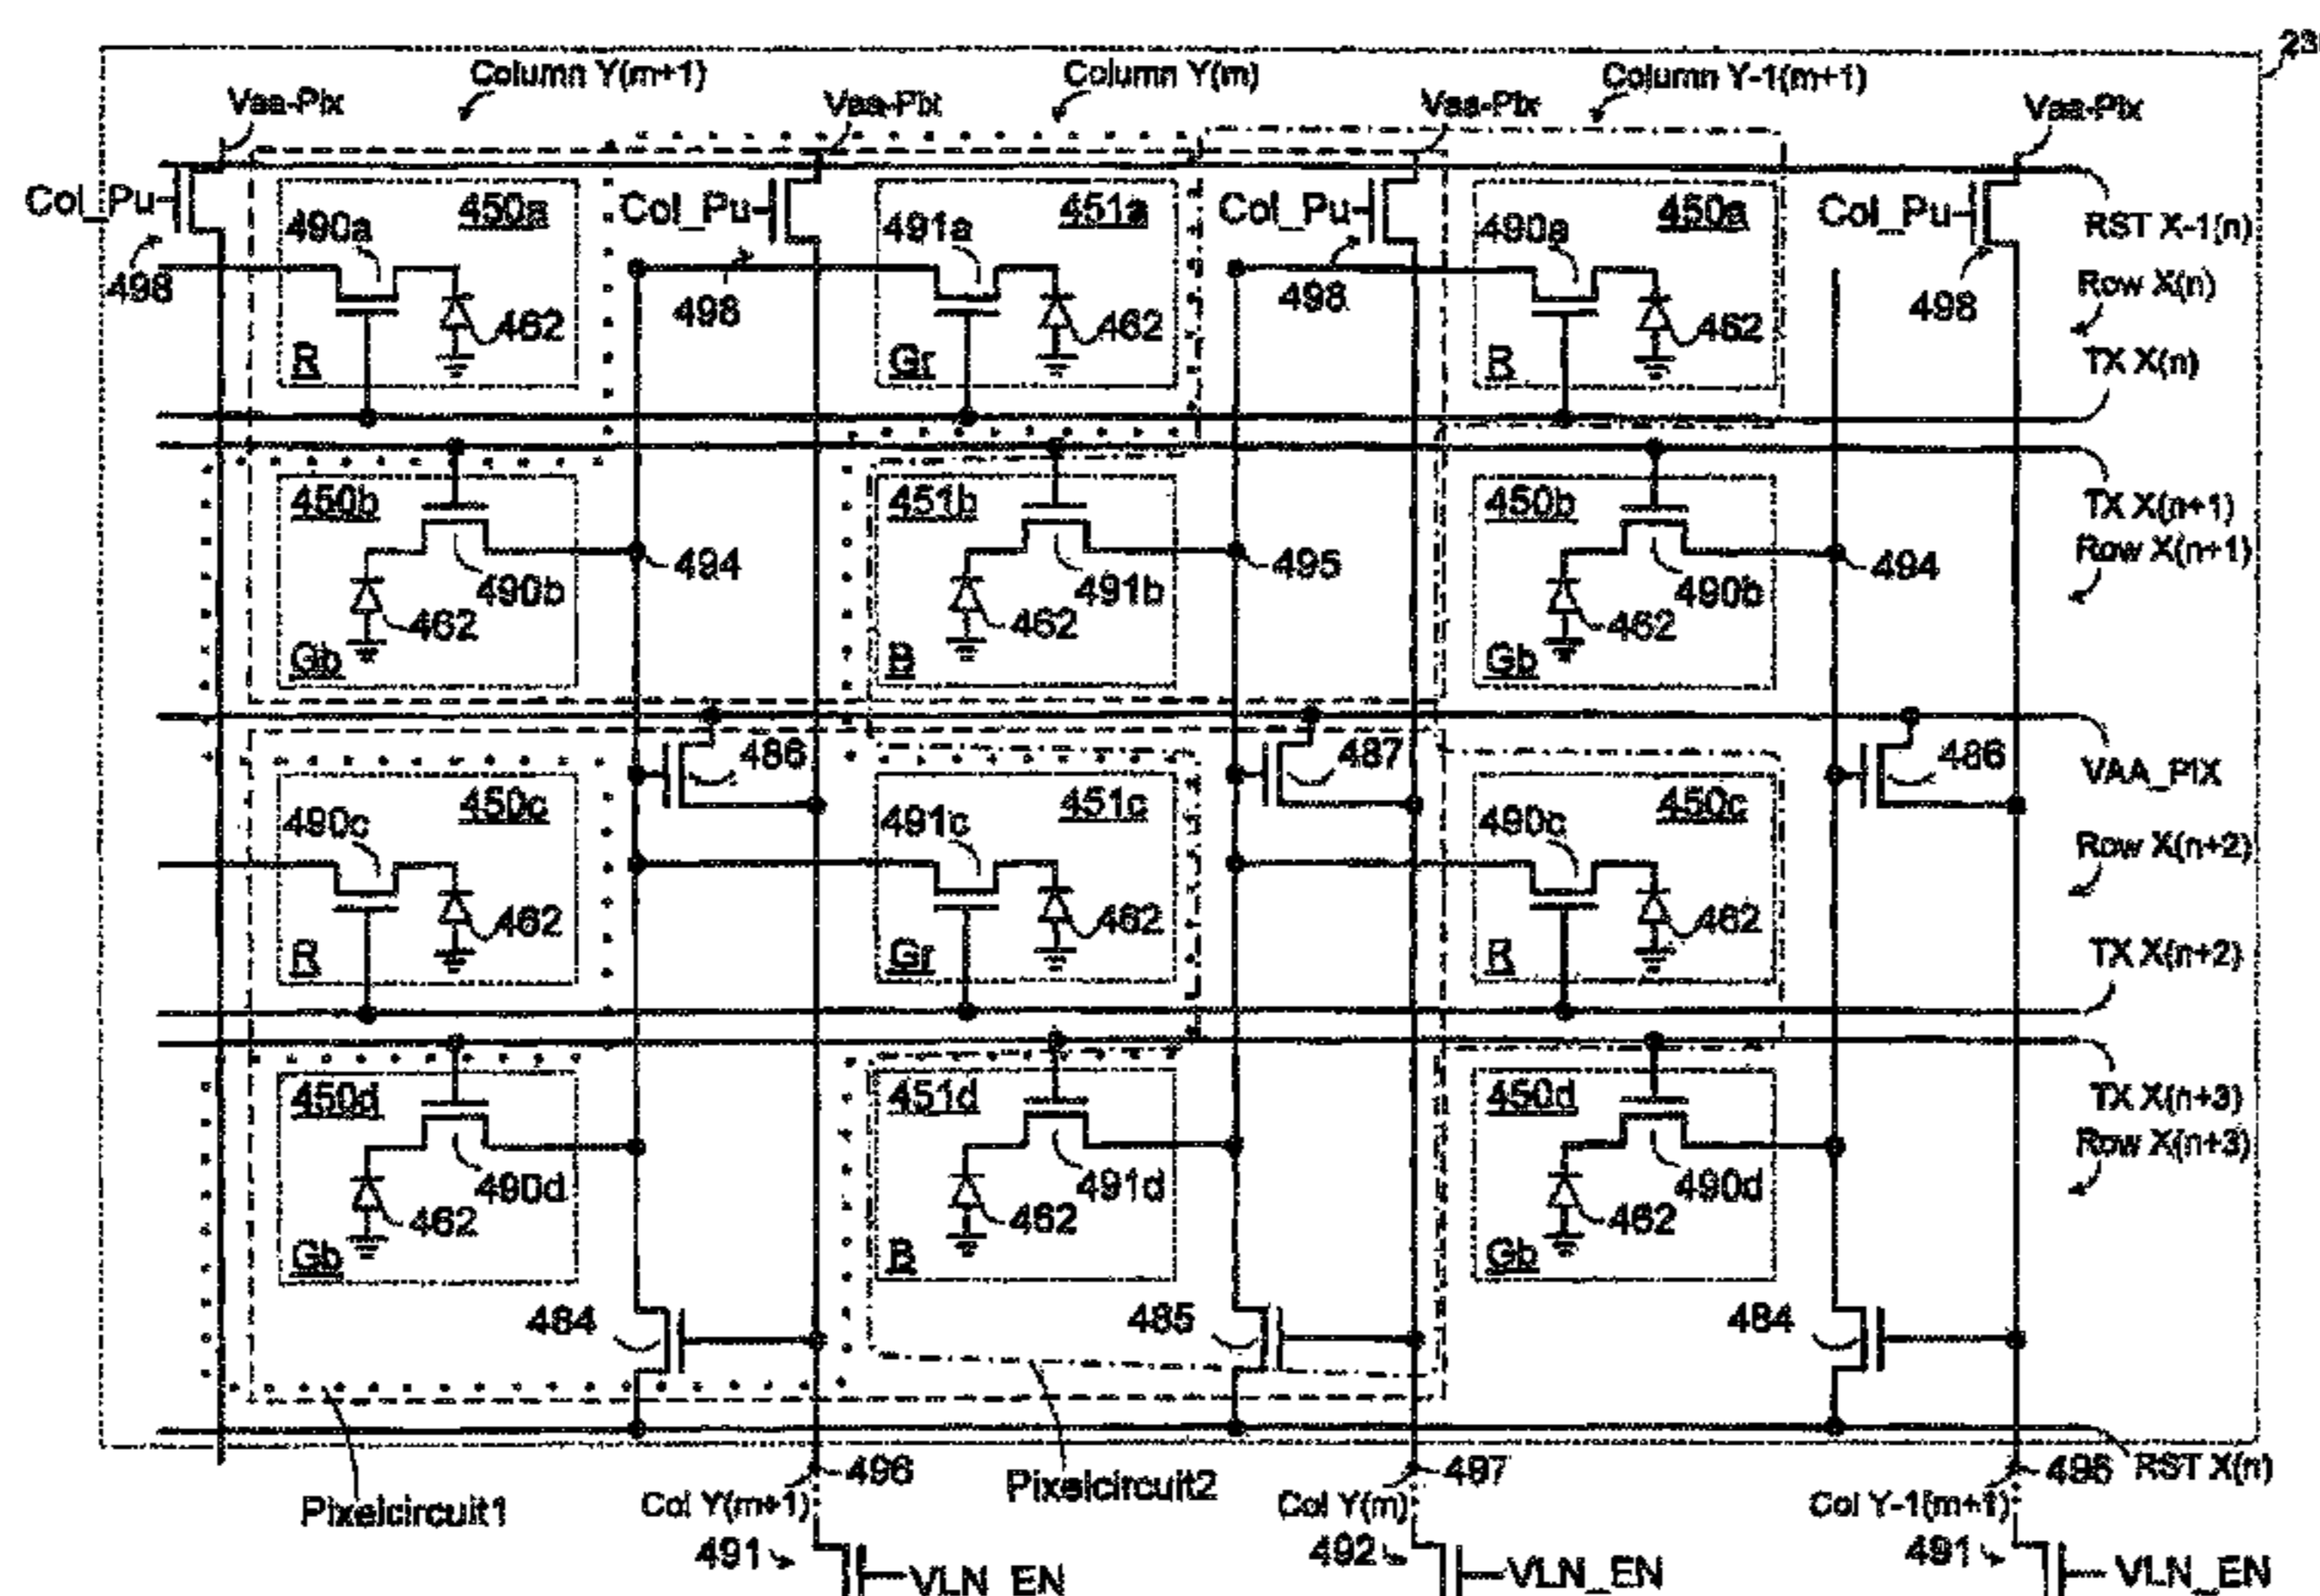 23
Column Y(m+1)
Column Y(m)
Column Y-1(m+1)
Vaa-Pix
Vaa-Pix
Vaa-Pix
Vaa-Pix
Col_Pu
490a
450a
Col_Pu
491a
451a
Col_Pu
490a
450a
Col_Pu
RST X-1(n)
498
462
498
462
498
462
498
Row X(n)
R
Gr
R
TX X(n)
450b
451b
450b
TX X(n+1)
490b
494
491b
495
490b
494
Row X(n+1)
462
462
462
Gb
B
Gb
486
487
486
VAA_PIX
490c
450c
491c
451c
490c
450c
Row X(n+2)
462
462
462
R
Gr
R
TX X(n+2)
450d
451d
450d
TX X(n+3)
490d
491d
490d
Row X(n+3)
462
462
462
Gb
B
Gb
484
485
484
Pixelcircuit1
496
Pixelcircuit2
497
496
RST X(n)
Col Y(m+1)
Col Y(m)
Col Y-1(m+1)
491
VLN_EN
492
VLN_EN
491
VLN_EN